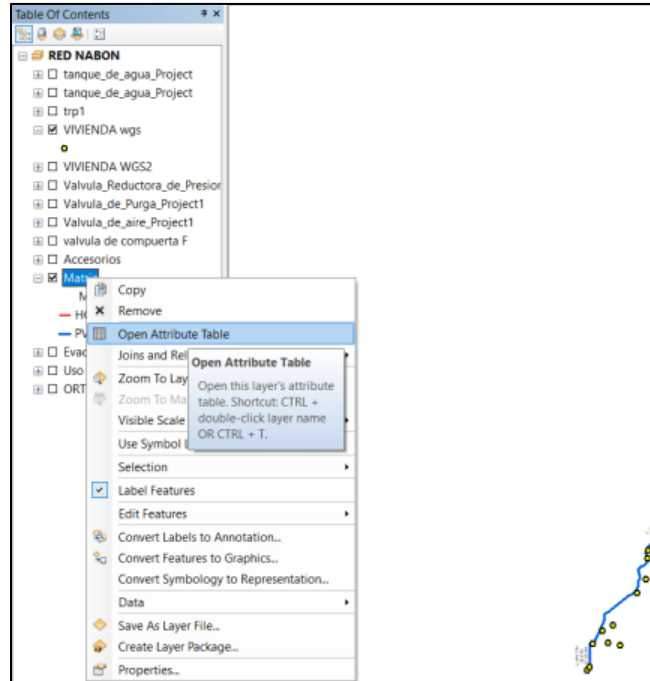 Table Of Contents
RED NABON
tanque_de_agua_Project
tanque_de_agua_Project
trp1
VIVIENDA wgs
VIVIENDA WGS2
Valvula_Reductora_de_Presior
Valvula_de_Purga_Project1
Valvula_de_aire_Project1
valvula de compuerta F
Accesorios
Matriz
M
H
PV
Evac
Uso
ORT
Copy
Remove
Open Attribute Table
Joins and Rel
Zoom To Lay
Zoom To Ma
Visible Scale
Use Symbol L
Selection
Label Features
Edit Features
Convert Labels to Annotation...
Convert Features to Graphics...
Convert Symbology to Representation...
Data
Save As Layer File...
Create Layer Package...
Properties...
Open Attribute Table
Open this layer's attribute
table. Shortcut: CTRL +
double-click layer name
OR CTRL + T.